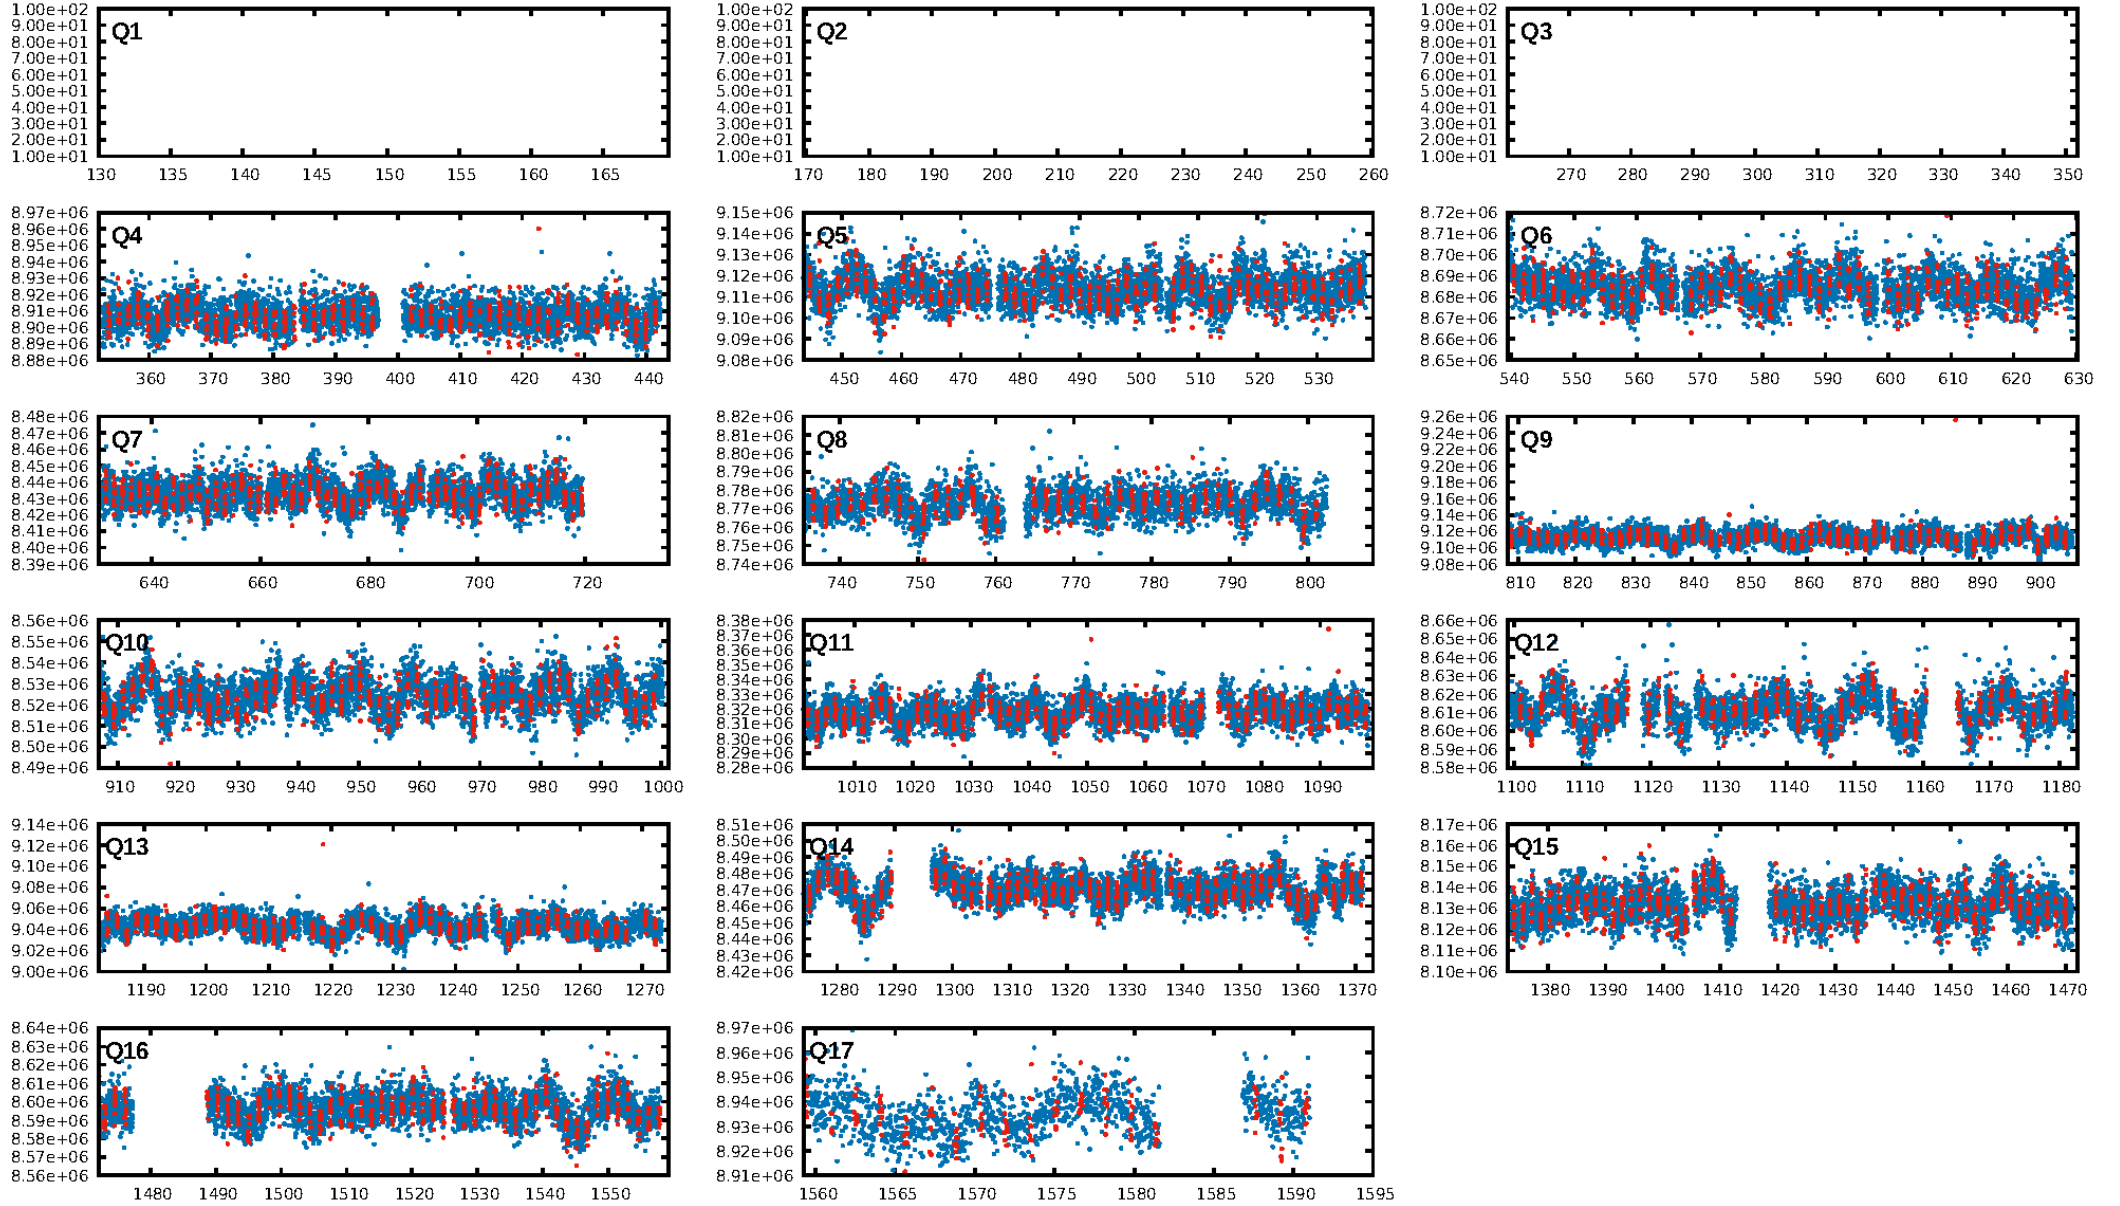 Q1
1.00e+02
9.00e+01
8.00e+01
7.00e+01
6.00e+01
5.00e+01
4.00e+01
3.00e+01
2.00e+01
1.00e+01
130 135 140 145 150 155 160 165
Q2
1.00e+02
9.00e+01
8.00e+01
7.00e+01
6.00e+01
5.00e+01
4.00e+01
3.00e+01
2.00e+01
1.00e+01
170 180 190 200 210 220 230 240 250 260
Q3
1.00e+02
9.00e+01
8.00e+01
7.00e+01
6.00e+01
5.00e+01
4.00e+01
3.00e+01
2.00e+01
1.00e+01
270 280 290 300 310 320 330 340 350
Q4
8.97e+06
8.96e+06
8.95e+06
8.94e+06
8.93e+06
8.92e+06
8.91e+06
8.90e+06
8.89e+06
8.88e+06
360 370 380 390 400 410 420 430 440
Q5
9.15e+06
9.14e+06
9.13e+06
9.12e+06
9.11e+06
9.10e+06
9.09e+06
9.08e+06
450 460 470 480 490 500 510 520 530
Q6
8.72e+06
8.71e+06
8.70e+06
8.69e+06
8.68e+06
8.67e+06
8.66e+06
8.65e+06
540 550 560 570 580 590 600 610 620 630
Q7
8.48e+06
8.47e+06
8.46e+06
8.45e+06
8.44e+06
8.43e+06
8.42e+06
8.41e+06
8.40e+06
8.39e+06
640 660 680 700 720
Q8
8.82e+06
8.81e+06
8.80e+06
8.79e+06
8.78e+06
8.77e+06
8.76e+06
8.75e+06
8.74e+06
740 750 760 770 780 790 800
Q9
9.26e+06
9.24e+06
9.22e+06
9.20e+06
9.18e+06
9.16e+06
9.14e+06
9.12e+06
9.10e+06
9.08e+06
810 820 830 840 850 860 870 880 890 900
Q10
8.56e+06
8.55e+06
8.54e+06
8.53e+06
8.52e+06
8.51e+06
8.50e+06
8.49e+06
910 920 930 940 950 960 970 980 990 1000
Q11
8.38e+06
8.37e+06
8.36e+06
8.35e+06
8.34e+06
8.33e+06
8.32e+06
8.31e+06
8.30e+06
8.29e+06
8.28e+06
1010 1020 1030 1040 1050 1060 1070 1080 1090
Q12
8.66e+06
8.65e+06
8.64e+06
8.63e+06
8.62e+06
8.61e+06
8.60e+06
8.59e+06
8.58e+06
1100 1110 1120 1130 1140 1150 1160 1170 1180
Q13
9.14e+06
9.12e+06
9.10e+06
9.08e+06
9.06e+06
9.04e+06
9.02e+06
9.00e+06
1190 1200 1210 1220 1230 1240 1250 1260 1270
Q14
8.51e+06
8.50e+06
8.49e+06
8.48e+06
8.47e+06
8.46e+06
8.45e+06
8.44e+06
8.43e+06
8.42e+06
1280 1290 1300 1310 1320 1330 1340 1350 1360 1370
Q15
8.17e+06
8.16e+06
8.15e+06
8.14e+06
8.13e+06
8.12e+06
8.11e+06
8.10e+06
1380 1390 1400 1410 1420 1430 1440 1450 1460 1470
Q16
8.64e+06
8.63e+06
8.62e+06
8.61e+06
8.60e+06
8.59e+06
8.58e+06
8.57e+06
8.56e+06
1480 1490 1500 1510 1520 1530 1540 1550
Q17
8.97e+06
8.96e+06
8.95e+06
8.94e+06
8.93e+06
8.92e+06
8.91e+06
1560 1565 1570 1575 1580 1585 1590 1595